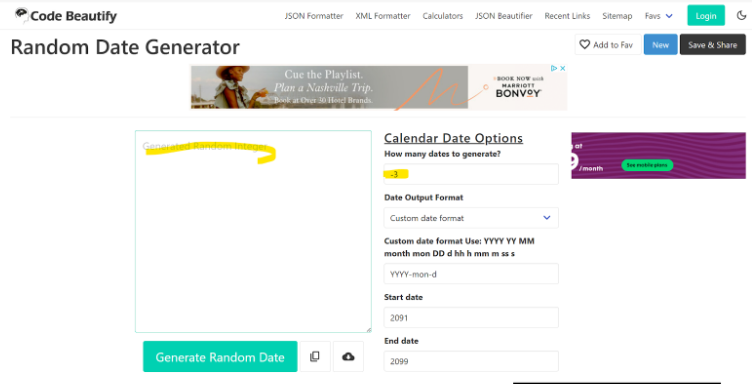 Code Beautify
JSON Formatter XML Formatter Calculators JSON Beautifier Recent Links Sitemap Favs Login
Random Date Generator
Add to Fav New Save & Share
Cue the Playlist.
Plan a Nashville Trip.
Book at Over 30 Hotel Brands.
BOOK NOW with
MARRIOTT
BONVOY
Generated Random Integer
Calendar Date Options
How many dates to generate?
-3
Date Output Format
Custom date format
Custom date format Use: YYYY YY MM
month mon DD d hh h mm m ss s
YYYY-mon-d
Start date
2091
End date
2099
Generate Random Date
g at
/month
See mobile plans